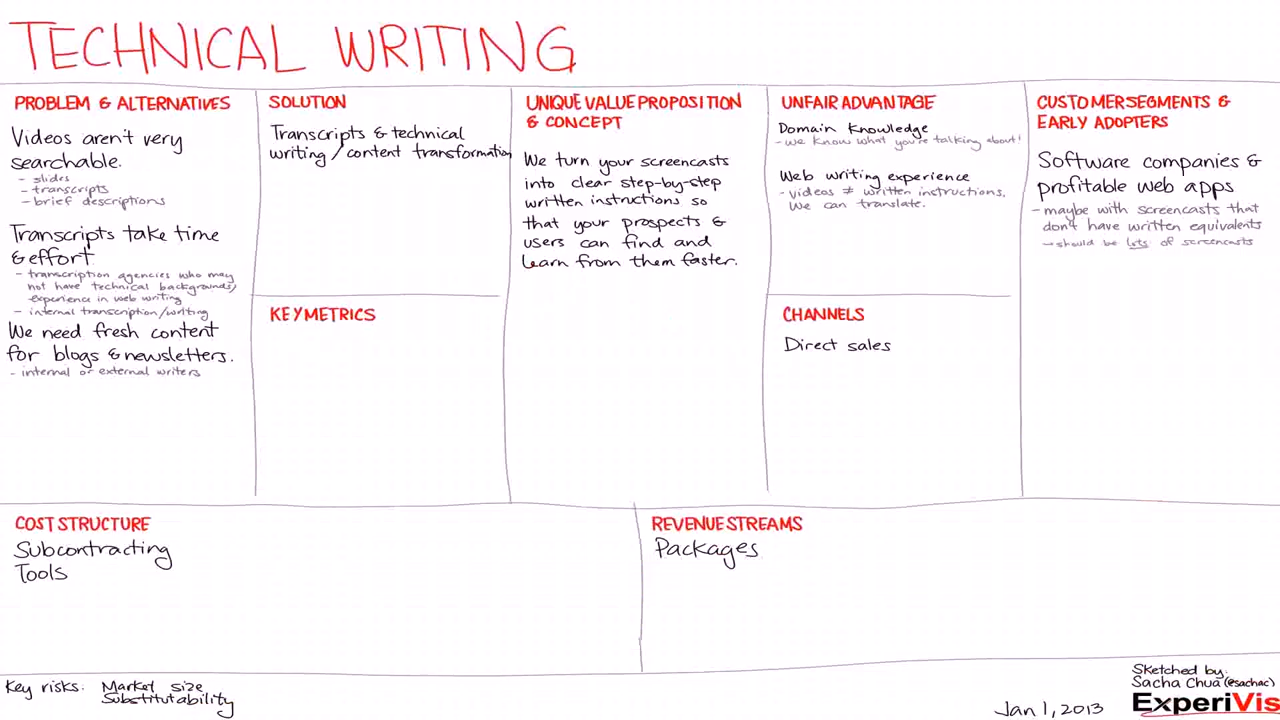 TECHNICAL WRITING
PROBLEM & ALTERNATIVES
Videos aren't very
searchable.
- slides
- transcripts
- brief descriptions
Transcripts take time
& effort.
- transcription agencies who may
not have technical backgrounds/
experience in web writing
- internal transcription/writing
We need fresh content
for blogs & newsletters.
- internal or external writers
SOLUTION
Transcripts & technical
writing / content transformation
KEY METRICS
UNIQUE VALUE PROPOSITION
& CONCEPT
We turn your screencasts
into clear step-by-step
written instructions so
that your prospects &
users can find and
learn from them faster.
UNFAIR ADVANTAGE
Domain knowledge
- we know what you're talking about!
Web writing experience
- videos ≠ written instructions.
We can translate.
CHANNELS
Direct sales
CUSTOMER SEGMENTS &
EARLY ADOPTERS
Software companies &
profitable web apps
- maybe with screencasts that
don't have written equivalents
- should be lots of screencasts
COST STRUCTURE
Subcontracting
Tools
REVENUE STREAMS
Packages
Key risks: Market size
Substitutability
Jan 1, 2013
Sketched by:
Sacha Chua (@sachac)
ExperiVis